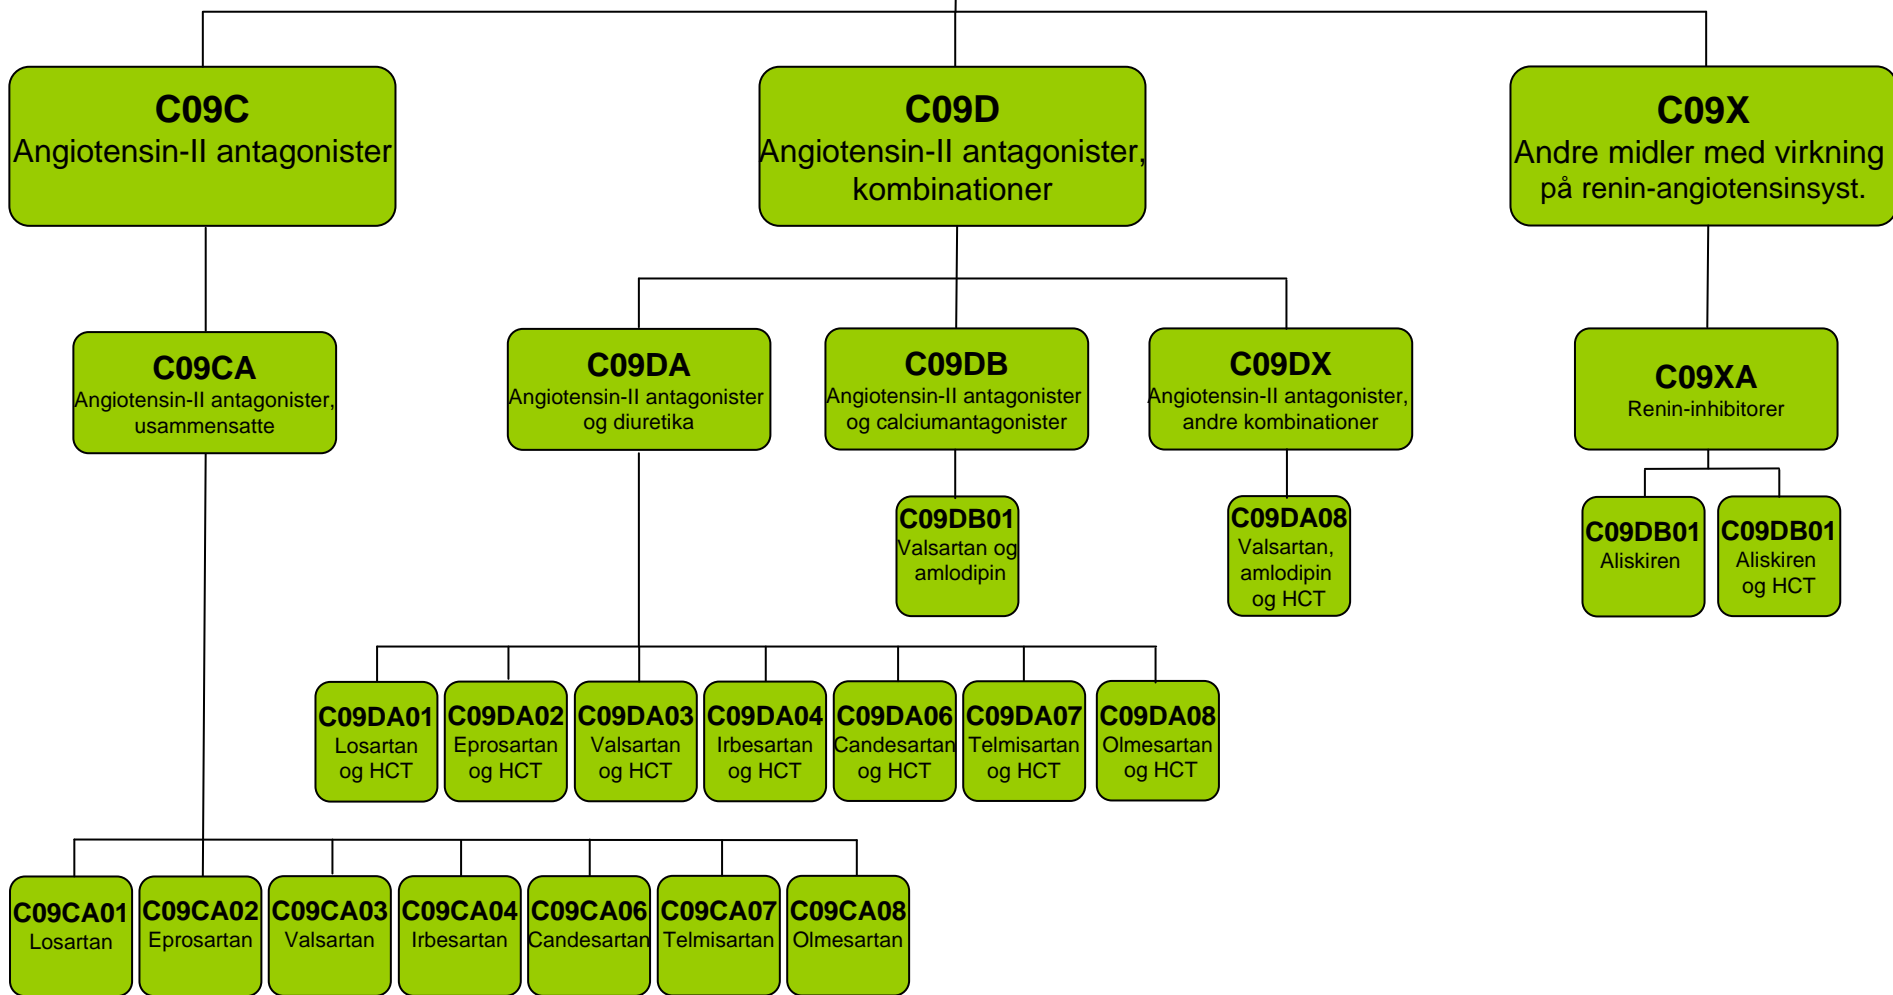 C09C
Angiotensin-II antagonister
C09D
Angiotensin-II antagonister,
kombinationer
C09X
Andre midler med virkning
på renin-angiotensinsyst.
C09CA
Angiotensin-II antagonister,
usammensatte
C09DA
Angiotensin-II antagonister
og diuretika
C09DB
Angiotensin-II antagonister
og calciumantagonister
C09DX
Angiotensin-II antagonister,
andre kombinationer
C09XA
Renin-inhibitorer
C09DB01
Valsartan og
amlodipin
C09DA08
Valsartan,
amlodipin
og HCT
C09DB01
Aliskiren
C09DB01
Aliskiren
og HCT
C09DA01
Losartan
og HCT
C09DA02
Eprosartan
og HCT
C09DA03
Valsartan
og HCT
C09DA04
Irbesartan
og HCT
C09DA06
Candesartan
og HCT
C09DA07
Telmisartan
og HCT
C09DA08
Olmesartan
og HCT
C09CA01
Losartan
C09CA02
Eprosartan
C09CA03
Valsartan
C09CA04
Irbesartan
C09CA06
Candesartan
C09CA07
Telmisartan
C09CA08
Olmesartan